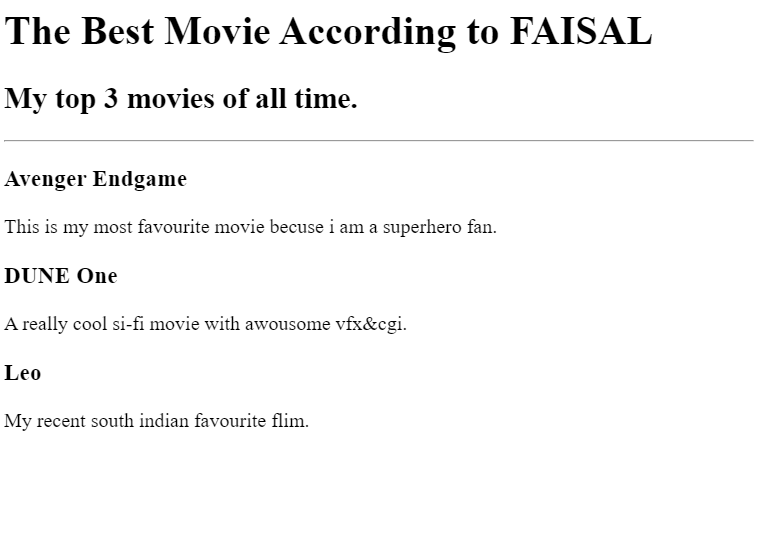 The Best Movie According to FAISAL
My top 3 movies of all time.
Avenger Endgame
This is my most favourite movie becuse i am a superhero fan.
DUNE One
A really cool si-fi movie with awousome vfx&cgi.
Leo
My recent south indian favourite flim.